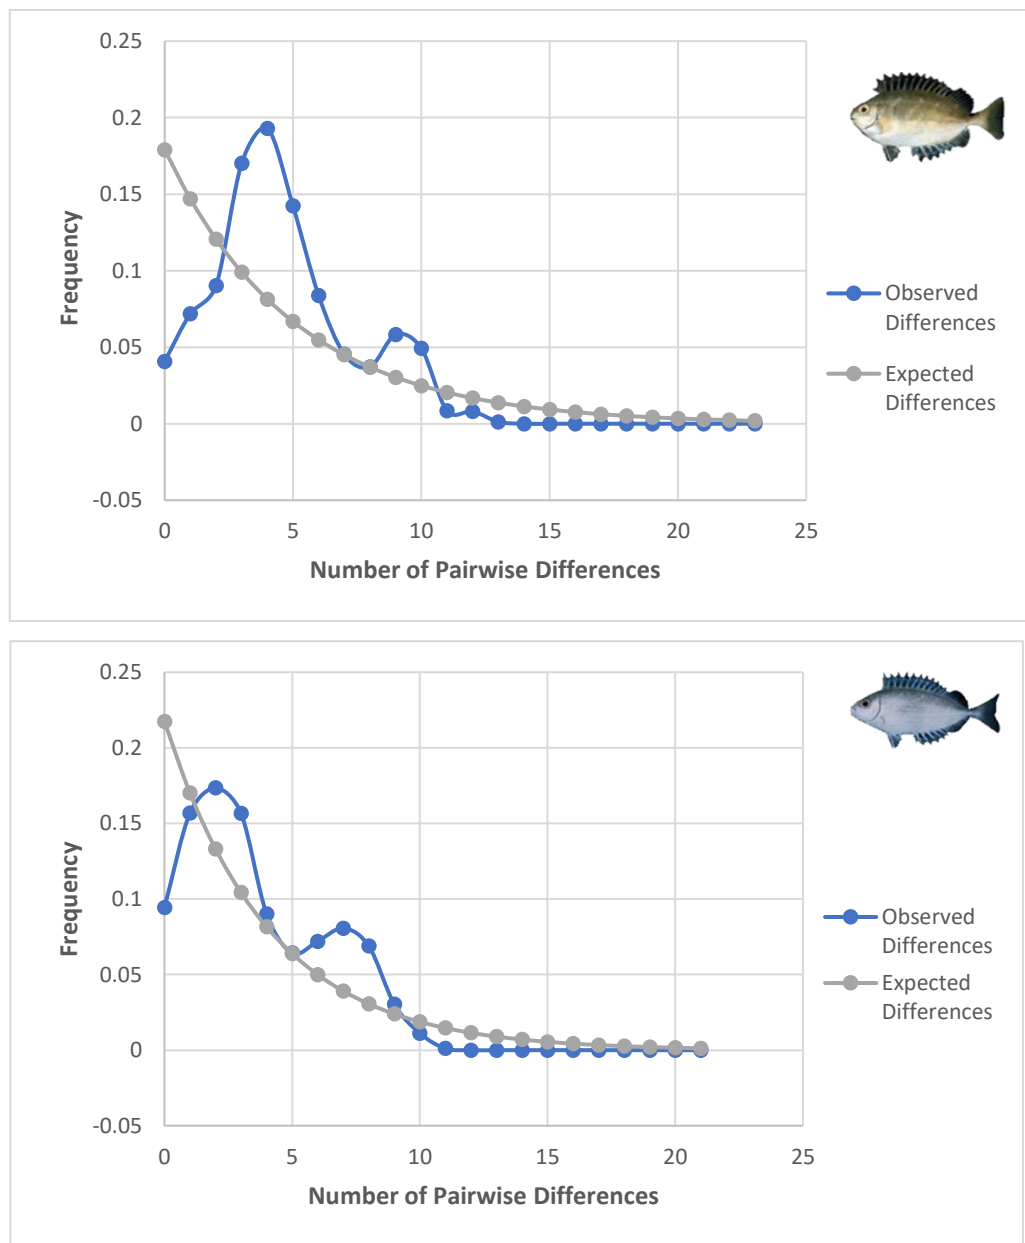 0.25
0.2
0.15
0.1
0.05
0
-0.05
Frequency
0 5 10 15 20 25
Number of Pairwise Differences
Observed
Differences
Expected
Differences
0.25
0.2
0.15
0.1
0.05
0
-0.05
Frequency
0 5 10 15 20 25
Number of Pairwise Differences
Observed
Differences
Expected
Differences